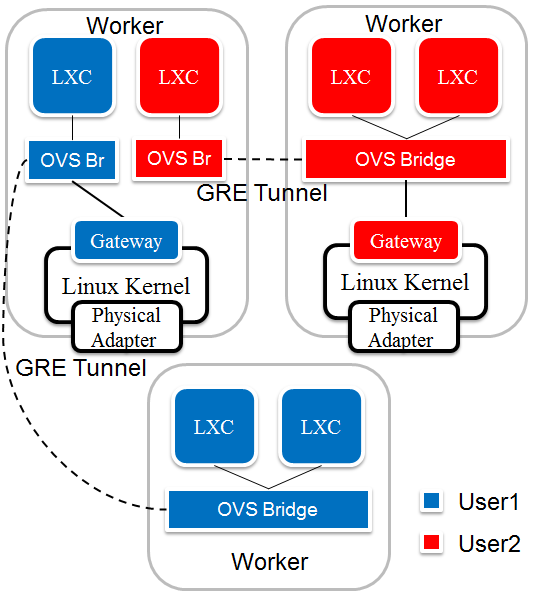 Worker
LXC
LXC
OVS Br
OVS Br
Gateway
Linux Kernel
Physical
Adapter
Worker
LXC
LXC
OVS Bridge
GRE Tunnel
Gateway
Linux Kernel
Physical
Adapter
GRE Tunnel
LXC
LXC
OVS Bridge
Worker
User1
User2